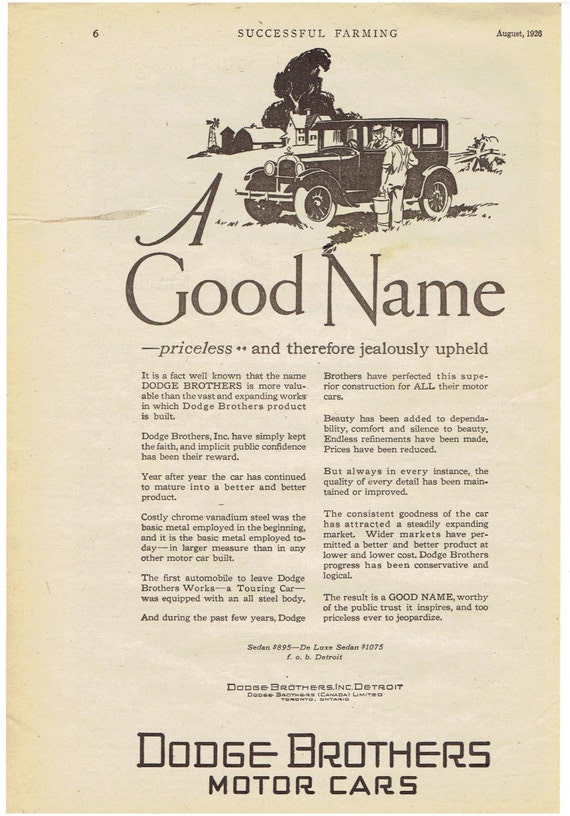 6
SUCCESSFUL FARMING
August, 1926
A
Good Name
—priceless •• and therefore jealously upheld
It is a fact well known that the name
DODGE BROTHERS is more valu-
able than the vast and expanding works
in which Dodge Brothers product
is built.
Dodge Brothers, Inc. have simply kept
the faith, and implicit public confidence
has been their reward.
Year after year the car has continued
to mature into a better and better
product.
Costly chrome vanadium steel was the
basic metal employed in the beginning,
and it is the basic metal employed to-
day—in larger measure than in any
other motor car built.
The first automobile to leave Dodge
Brothers Works—a Touring Car—
was equipped with an all steel body.
And during the past few years, Dodge
Brothers have perfected this supe-
rior construction for ALL their motor
cars.
Beauty has been added to dependa-
bility, comfort and silence to beauty.
Endless refinements have been made.
Prices have been reduced.
But always in every instance, the
quality of every detail has been main-
tained or improved.
The consistent goodness of the car
has attracted a steadily expanding
market. Wider markets have per-
mitted a better and better product at
lower and lower cost. Dodge Brothers
progress has been conservative and
logical.
The result is a GOOD NAME, worthy
of the public trust it inspires, and too
priceless ever to jeopardize.
Sedan $895—De Luxe Sedan $1075
f. o. b. Detroit
DODGE BROTHERS, INC. DETROIT
DODGE BROTHERS (CANADA) LIMITED
TORONTO, ONTARIO
DODGE BROTHERS
MOTOR CARS